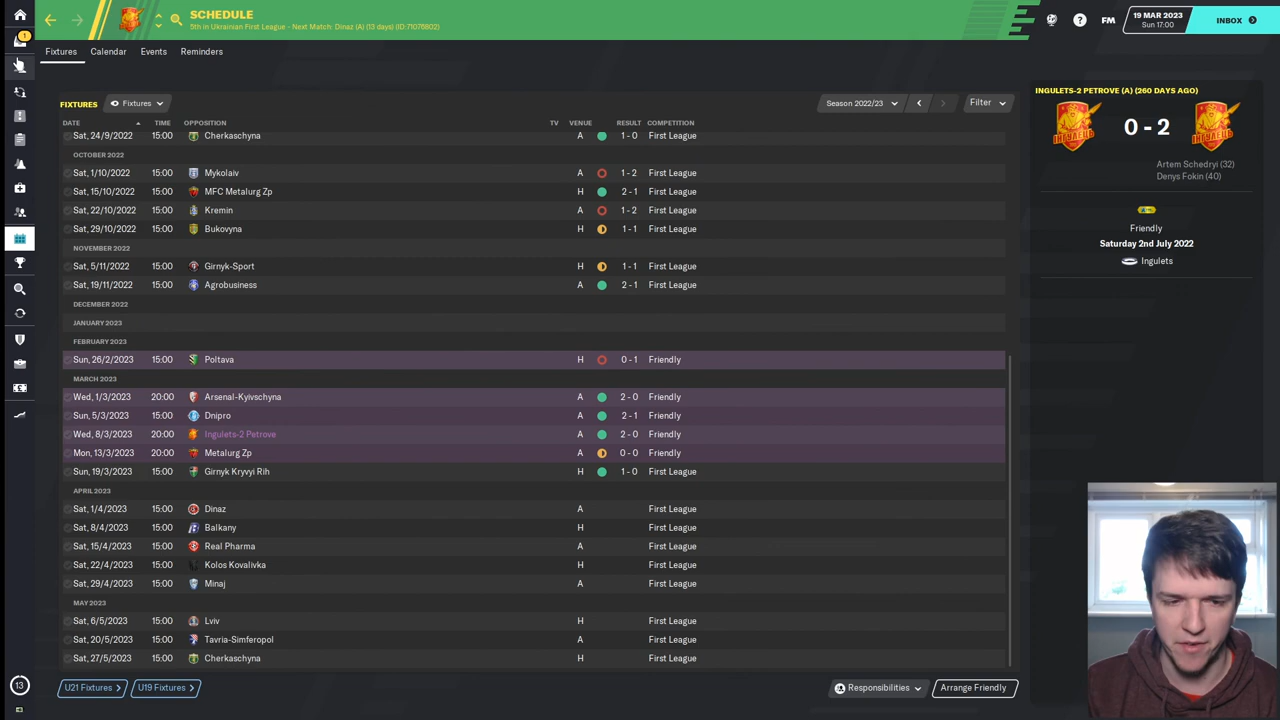 SCHEDULE
5th in Ukrainian First League - Next Match: Dinaz (A) (13 days) (ID:71078802)
FM
19 MAR 2023
Sun 17:00
INBOX
1
Fixtures Calendar Events Reminders
FIXTURES Fixtures Season 2022/23 Filter
DATE TIME OPPOSITION TV VENUE RESULT COMPETITION
Sat, 24/9/2022 15:00 Cherkaschyna A 1 - 0 First League
OCTOBER 2022
Sat, 1/10/2022 15:00 Mykolaiv A 1 - 2 First League
Sat, 15/10/2022 15:00 MFC Metalurg Zp H 2 - 1 First League
Sat, 22/10/2022 15:00 Kremin A 1 - 2 First League
Sat, 29/10/2022 15:00 Bukovyna H 1 - 1 First League
NOVEMBER 2022
Sat, 5/11/2022 15:00 Girnyk-Sport H 1 - 1 First League
Sat, 19/11/2022 15:00 Agrobusiness A 2 - 1 First League
DECEMBER 2022
JANUARY 2023
FEBRUARY 2023
Sun, 26/2/2023 15:00 Poltava H 0 - 1 Friendly
MARCH 2023
Wed, 1/3/2023 20:00 Arsenal-Kyivschyna A 2 - 0 Friendly
Sun, 5/3/2023 15:00 Dnipro A 2 - 1 Friendly
Wed, 8/3/2023 20:00 Ingulets-2 Petrove A 2 - 0 Friendly
Mon, 13/3/2023 20:00 Metalurg Zp A 0 - 0 Friendly
Sun, 19/3/2023 15:00 Girnyk Kryvyi Rih H 1 - 0 First League
APRIL 2023
Sat, 1/4/2023 15:00 Dinaz A First League
Sat, 8/4/2023 15:00 Balkany H First League
Sat, 15/4/2023 15:00 Real Pharma A First League
Sat, 22/4/2023 15:00 Kolos Kovalivka H First League
Sat, 29/4/2023 15:00 Minaj A First League
MAY 2023
Sat, 6/5/2023 15:00 Lviv H First League
Sat, 20/5/2023 15:00 Tavria-Simferopol A First League
Sat, 27/5/2023 15:00 Cherkaschyna H First League
13
U21 Fixtures U19 Fixtures Responsibilities Arrange Friendly
INGULETS-2 PETROVE (A) (260 DAYS AGO)
0 - 2
Artem Schedryi (32)
Denys Fokin (40)
Friendly
Saturday 2nd July 2022
Ingulets